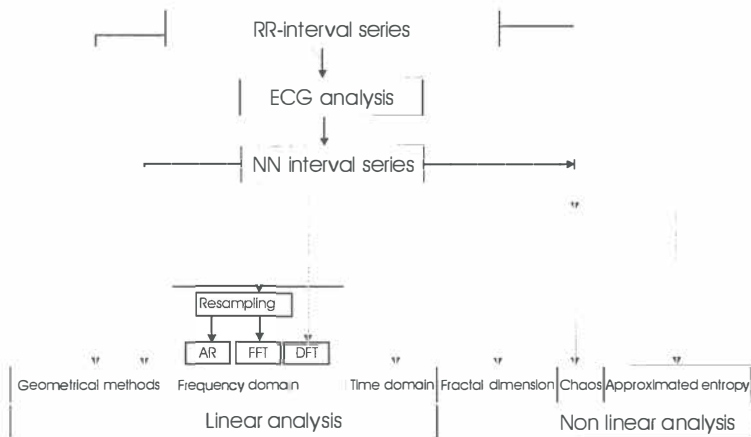 RR-interval series
ECG analysis
NN interval series
Resampling
AR FFT DFT
Geometrical methods Frequency domain Time domain Fractal dimension Chaos Approximated entropy
Linear analysis Non linear analysis